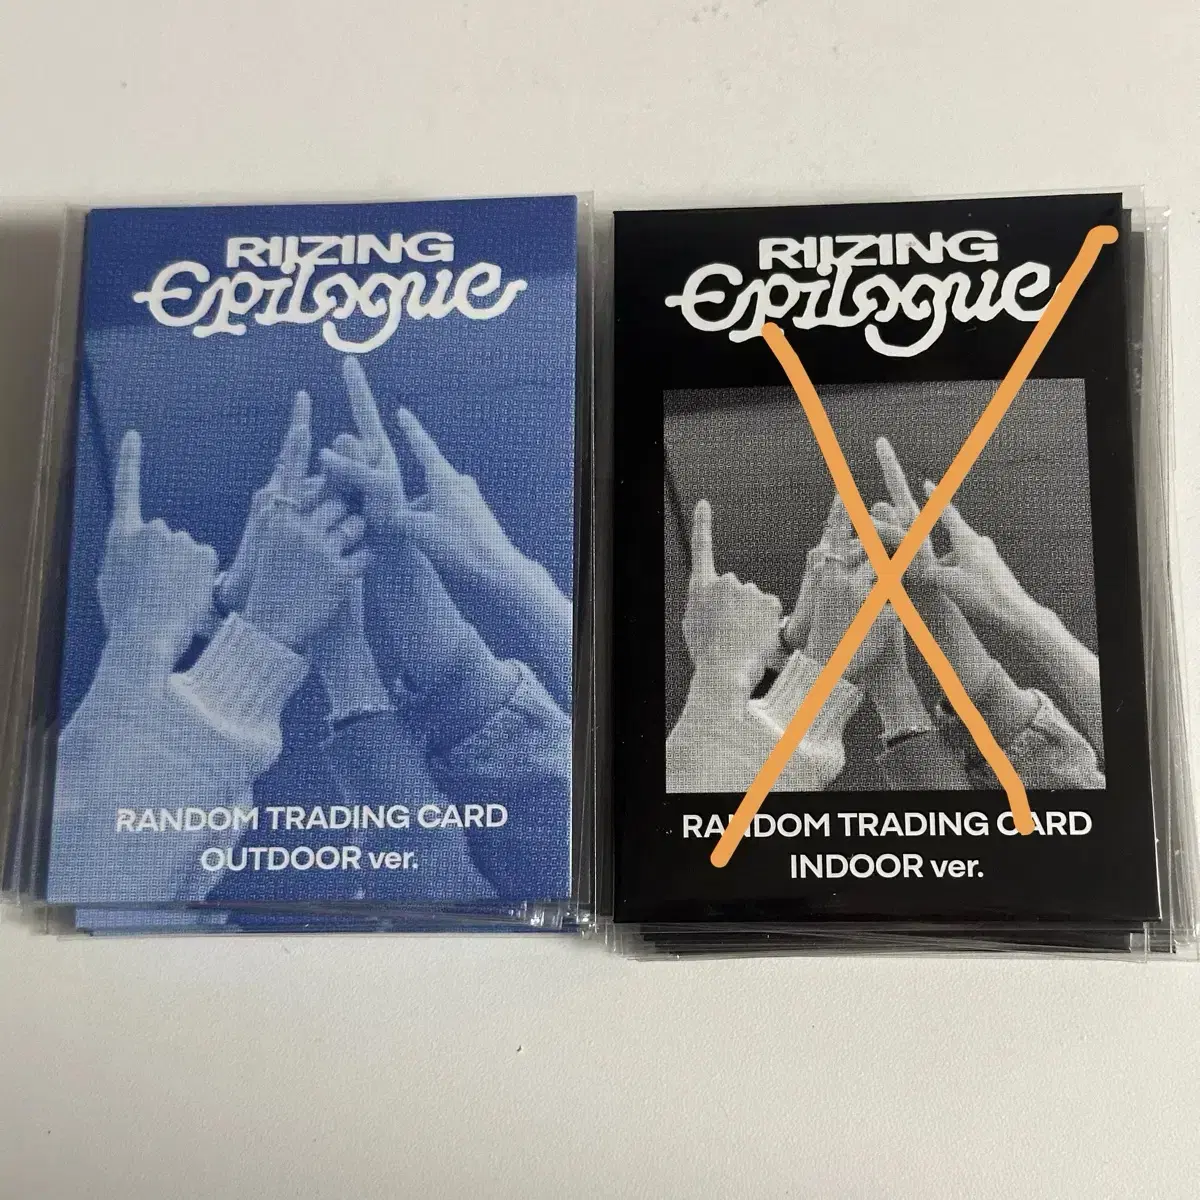 RIIZING
Epilogue
RANDOM TRADING CARD
OUTDOOR ver.
RIIZING
Epilogue
RANDOM TRADING CARD
INDOOR ver.